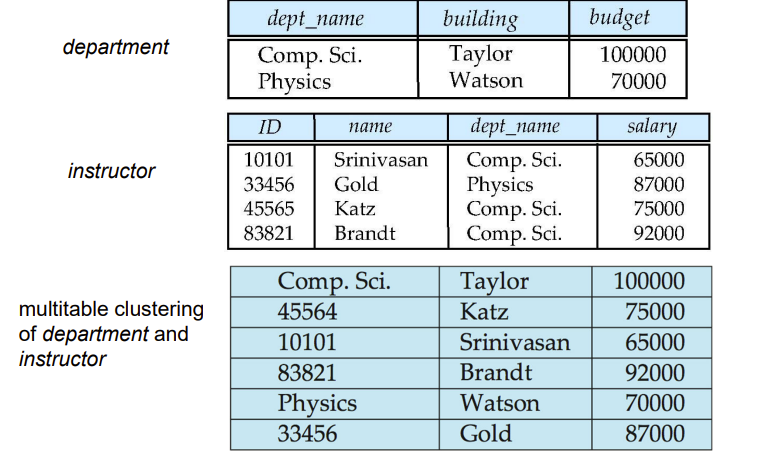 department
dept_name building budget
Comp. Sci. Taylor 100000
Physics Watson 70000
instructor
ID name dept_name salary
10101 Srinivasan Comp. Sci. 65000
33456 Gold Physics 87000
45565 Katz Comp. Sci. 75000
83821 Brandt Comp. Sci. 92000
multitable clustering
of department and
instructor
Comp. Sci. Taylor 100000
45564 Katz 75000
10101 Srinivasan 65000
83821 Brandt 92000
Physics Watson 70000
33456 Gold 87000